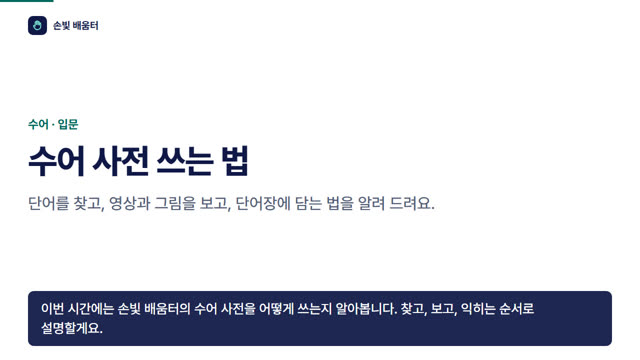 손빛 배움터
수어 · 입문
수어 사전 쓰는 법
단어를 찾고, 영상과 그림을 보고, 단어장에 담는 법을 알려 드려요.
이번 시간에는 손빛 배움터의 수어 사전을 어떻게 쓰는지 알아봅니다. 찾고, 보고, 익히는 순서로
설명할게요.